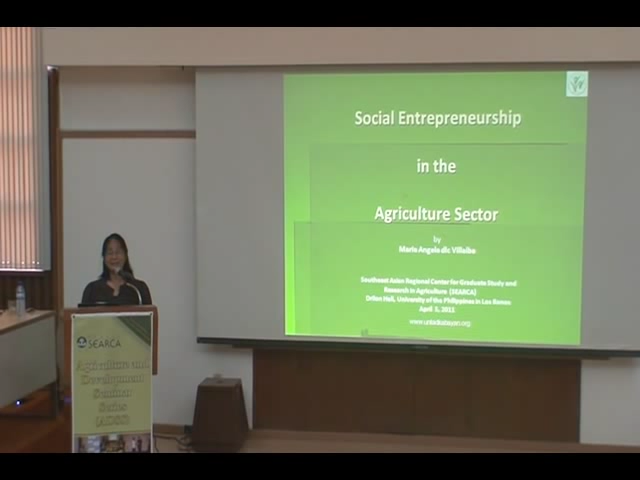 Social Entrepreneurship
in the
Agriculture Sector
by
Maria Angela dlc Villalba
Southeast Asian Regional Center for Graduate Study and
Research in Agriculture (SEARCA)
Drilon Hall, University of the Philippines in Los Banos
April 5, 2011
SEARCA
Agriculture and
Development
Seminar
Series
(ADSS)